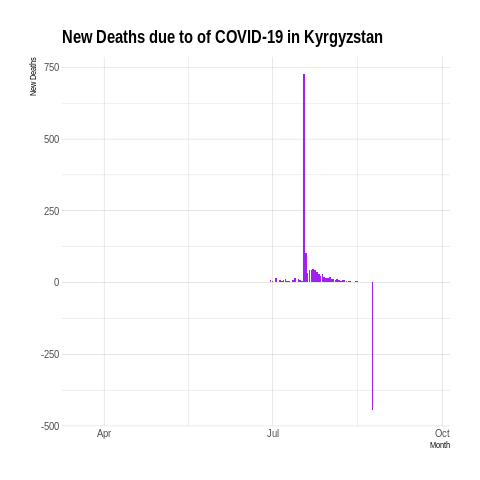 New Deaths due to of COVID-19 in Kyrgyzstan
New Deaths
750
500
250
0
-250
-500
Apr
Jul
Oct
Month